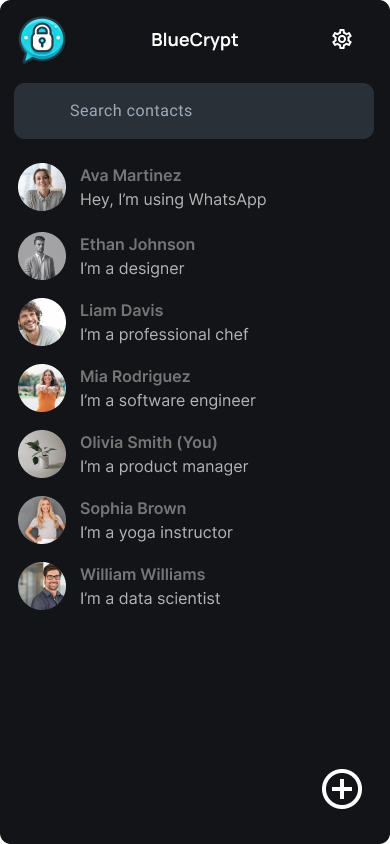 BlueCrypt
Search contacts
Ava Martinez
Hey, I'm using WhatsApp
Ethan Johnson
I'm a designer
Liam Davis
I'm a professional chef
Mia Rodriguez
I'm a software engineer
Olivia Smith (You)
I'm a product manager
Sophia Brown
I'm a yoga instructor
William Williams
I'm a data scientist